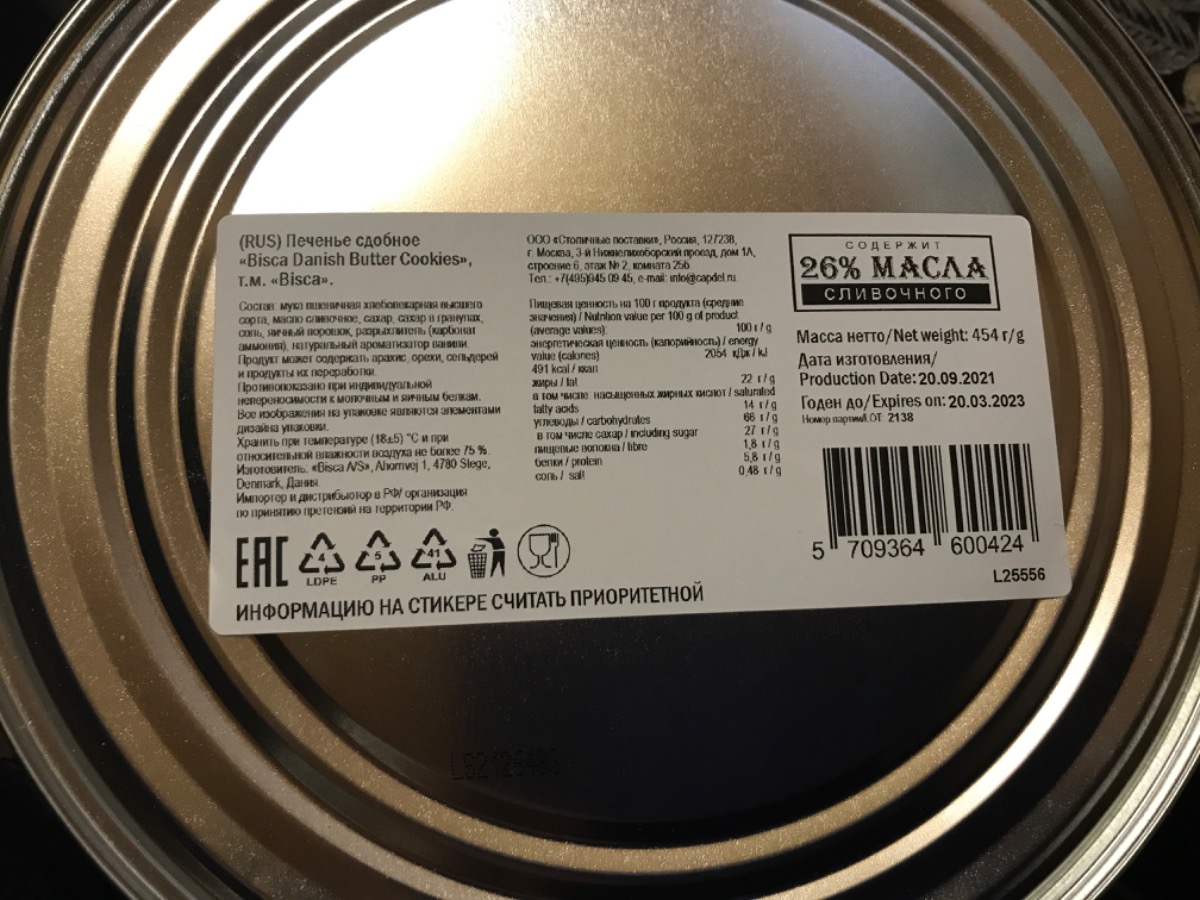 (RUS) Печенье сдобное
«Bisca Danish Butter Cookies»,
т.м. «Bisca».
Состав: мука пшеничная хлебопекарная высшего
сорта, масло сливочное, сахар, сахар в гранулах,
соль, яичный порошок, разрыхлитель (карбонат
аммония), натуральный ароматизатор ванили.
Продукт может содержать арахис, орехи, сельдерей
и продукты их переработки.
Противопоказано при индивидуальной
непереносимости к молочным и яичным белкам.
Все изображения на упаковке являются элементами
дизайна упаковки.
Хранить при температуре (18±5) °С и при
относительной влажности воздуха не более 75 %.
Изготовитель: «Bisca A/S», Ahornvej 1, 4780 Stege,
Denmark, Дания.
Импортер и дистрибьютор в РФ/ организация
по принятию претензий на территории РФ:
ООО «Столичные поставки», Россия, 127238,
г. Москва, 3-й Нижнелихоборский проезд, дом 1А,
строение 6, этаж № 2, комната 25б
Тел.: +7(495)945 09 45, e-mail: info@capdel.ru.
Пищевая ценность на 100 г продукта (средние
значения) / Nutrition value per 100 g of product
(average values): 100 г / g
энергетическая ценность (калорийность) / energy
value (calories) 2054 кДж / kJ
491 kcal / ккал
жиры / fat 22 г / g
в том числе насыщенных жирных кислот / saturated
fatty acids 14 г / g
углеводы / carbohydrates 66 г / g
в том числе сахар / including sugar 27 г / g
пищевые волокна / fibre 1,8 г / g
белки / protein 5,8 г / g
соль / salt 0,48 г / g
СОДЕРЖИТ
26% МАСЛА
СЛИВОЧНОГО
Масса нетто/Net weight: 454 г/g
Дата изготовления/
Production Date: 20.09.2021
Годен до/Expires on: 20.03.2023
Номер партии/LOT 2138
5 709364 600424
L25556
EAC
4 5 41
LDPE PP ALU
ИНФОРМАЦИЮ НА СТИКЕРЕ СЧИТАТЬ ПРИОРИТЕТНОЙ